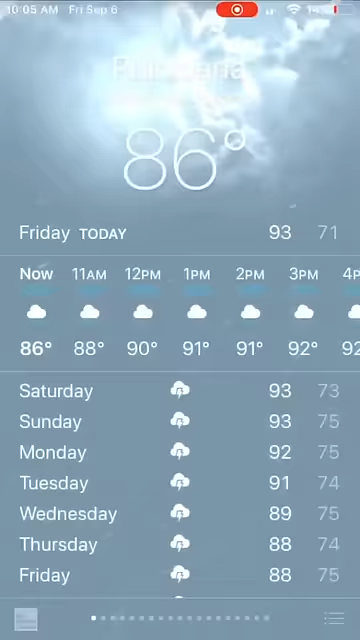 10:05 AM Fri Sep 6
86°
Friday TODAY 93 71
Now 11AM 12PM 1PM 2PM 3PM
86° 88° 90° 91° 91° 92° 92
Saturday 93 73
Sunday 93 75
Monday 92 75
Tuesday 91 74
Wednesday 89 75
Thursday 88 74
Friday 88 75